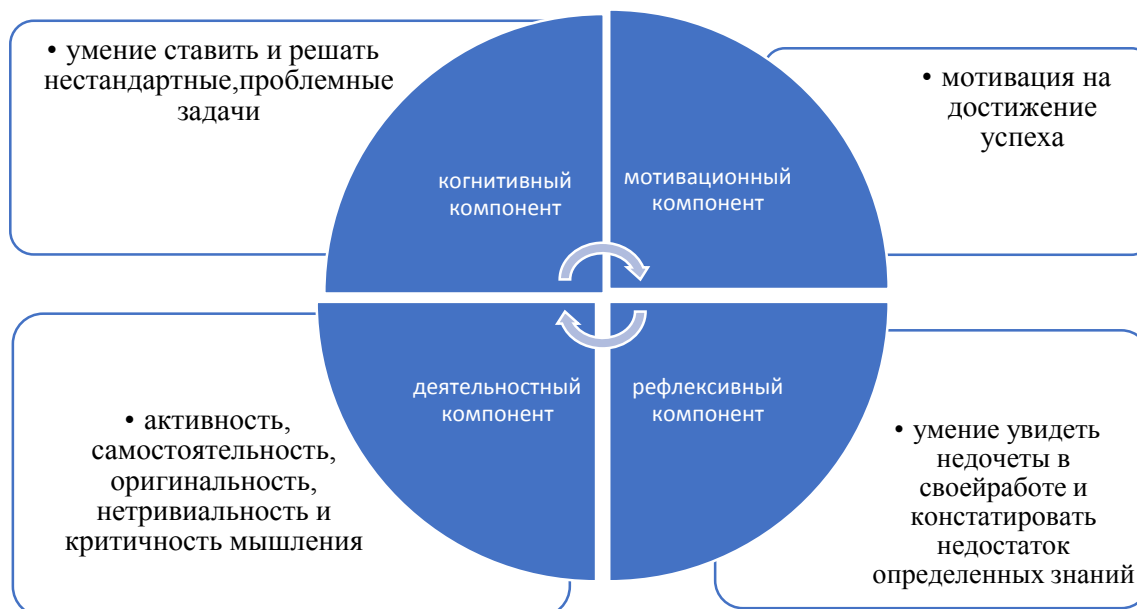 • умение ставить и решать
нестандартные,проблемные
задачи
когнитивный
компонент
мотивационный
компонент
• мотивация на
достижение
успеха
• активность,
самостоятельность,
оригинальность,
нетривиальность и
критичность мышления
деятельностный
компонент
рефлексивный
компонент
• умение увидеть
недочеты в
своейработе и
констатировать
недостаток
определенных знаний